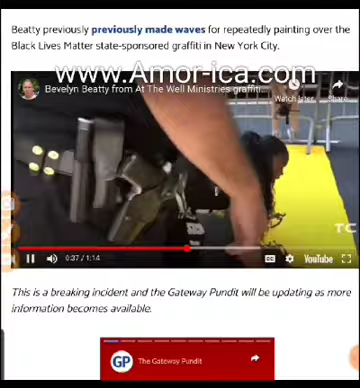 Beatty previously previously made waves for repeatedly painting over the
Black Lives Matter state-sponsored graffiti in New York City.
www.Amor-ica.com
Bevelyn Beatty from At The Well Ministries graffiti...
Watch later
Share
TC
0:37 / 1:14
CC
YouTube
This is a breaking incident and the Gateway Pundit will be updating as more
information becomes available.
GP
The Gateway Pundit